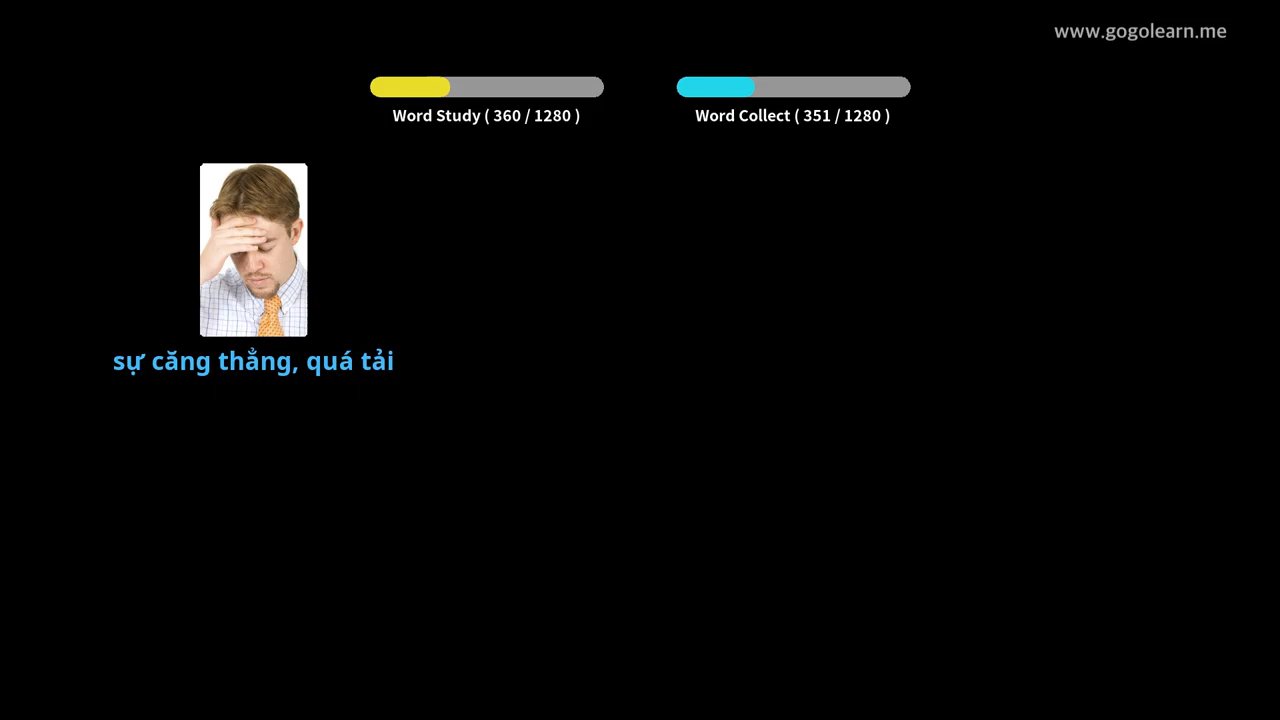 www.gogolearn.me
Word Study ( 360 / 1280 )
Word Collect ( 351 / 1280 )
sự căng thẳng, quá tải